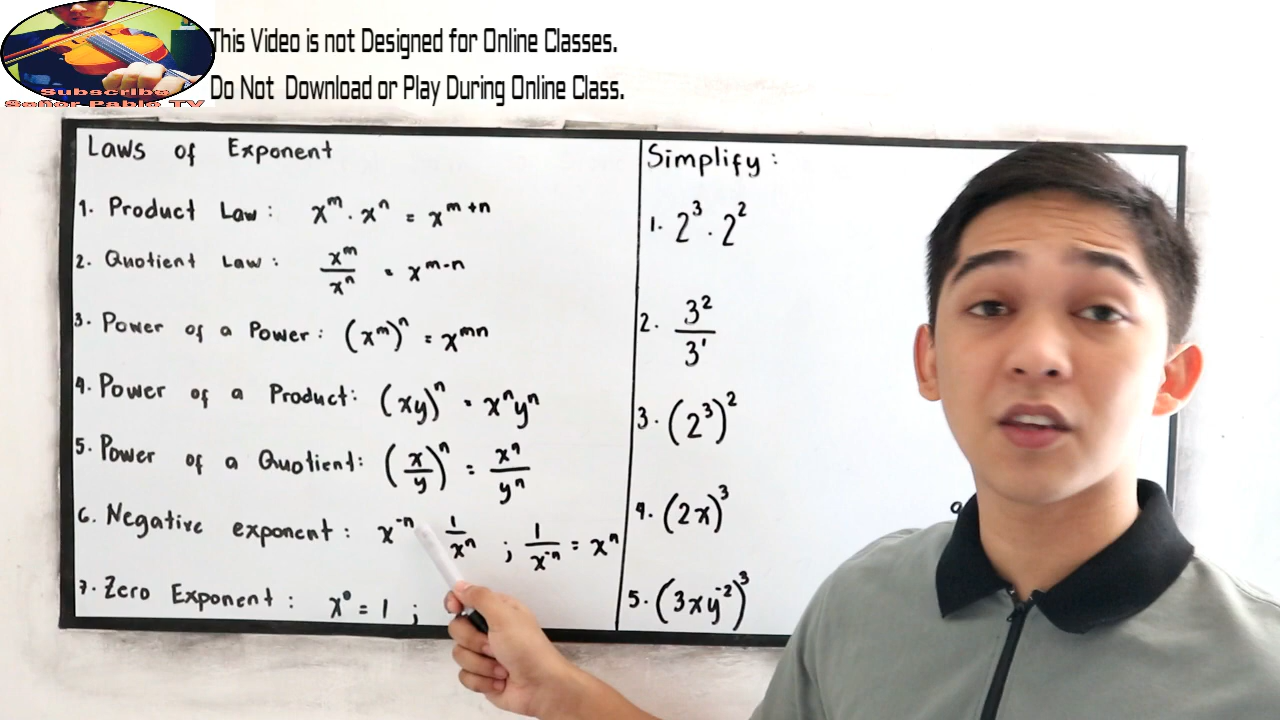 This Video is not Designed for Online Classes.
Do Not Download or Play During Online Class.
Subscribe
Señor Pablo TV
Laws of Exponent
1. Product Law: xᵐ · xⁿ = xᵐ⁺ⁿ
2. Quotient Law: xᵐ/xⁿ = xᵐ⁻ⁿ
3. Power of a Power: (xᵐ)ⁿ = xᵐⁿ
4. Power of a Product: (xy)ⁿ = xⁿyⁿ
5. Power of a Quotient: (x/y)ⁿ = xⁿ/yⁿ
6. Negative exponent: x⁻ⁿ 1/xⁿ ; 1/x⁻ⁿ = xⁿ
7. Zero Exponent: x⁰ = 1 ;
Simplify:
1. 2³ · 2²
2. 3²/3¹
3. (2³)²
4. (2x)³
5. (3xy⁻²)³